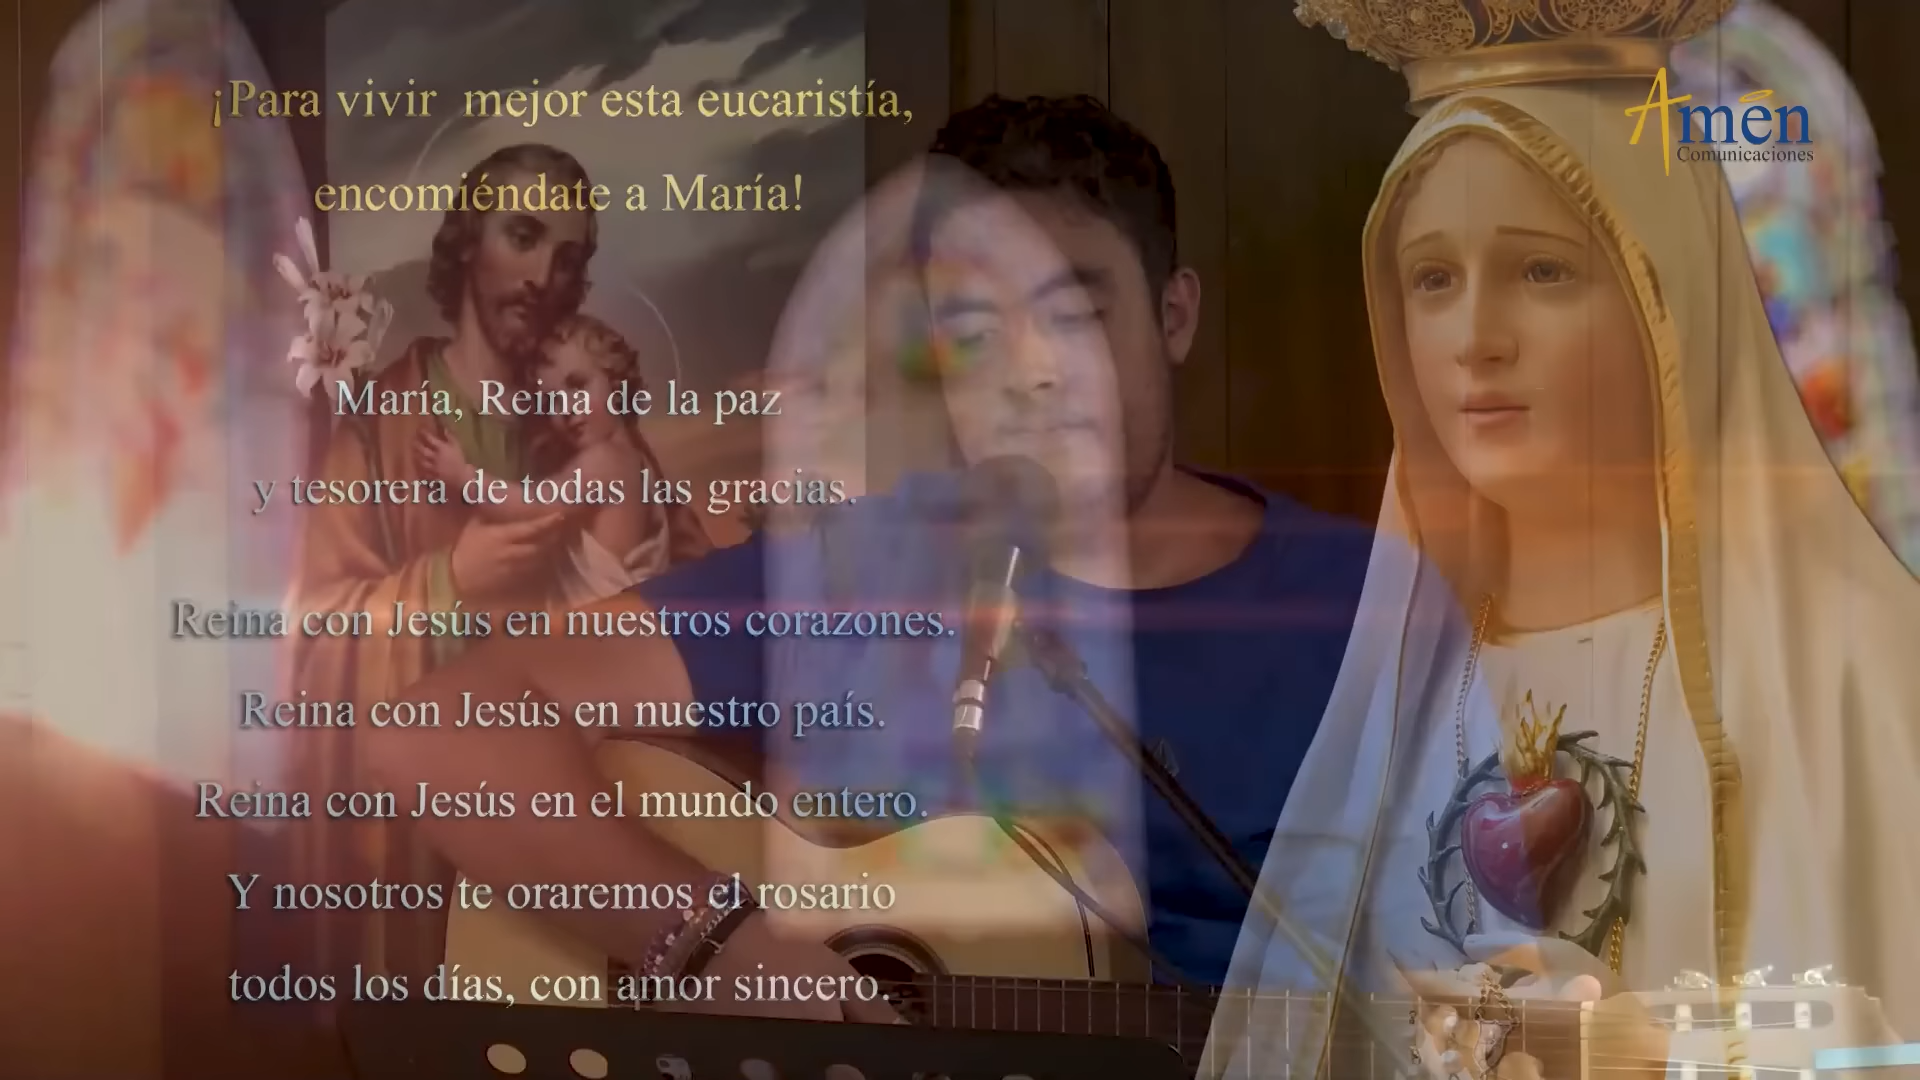 ¡Para vivir mejor esta eucaristía,
encomiéndate a María!
Amén
Comunicaciones
María, Reina de la paz
y tesorera de todas las gracias.
Reina con Jesús en nuestros corazones.
Reina con Jesús en nuestro país.
Reina con Jesús en el mundo entero.
Y nosotros te oraremos el rosario
todos los días, con amor sincero.